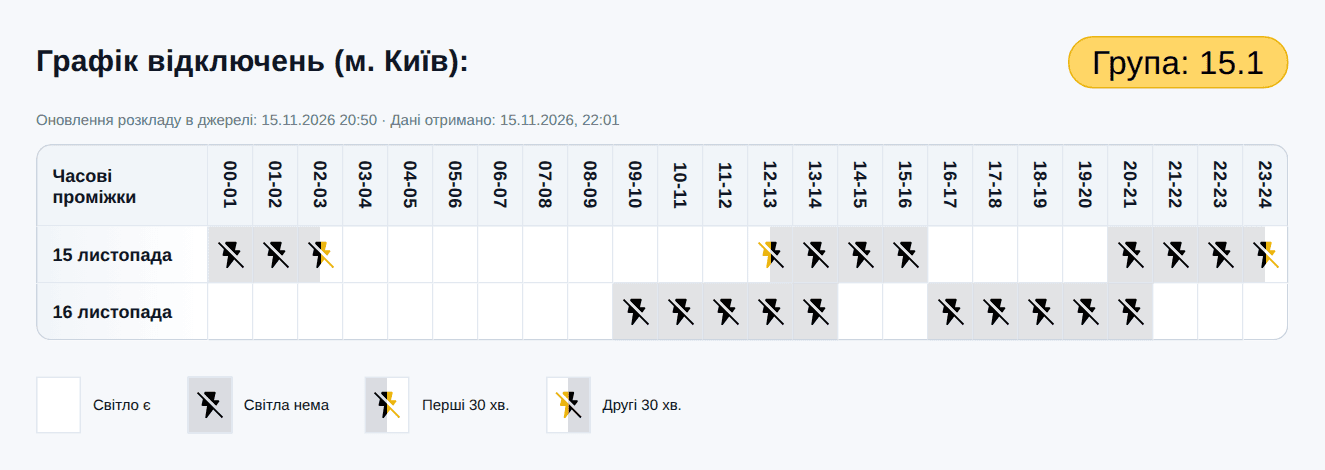 Графік відключень (м. Київ):
Група: 15.1
Оновлення розкладу в джерелі: 15.11.2026 20:50 · Дані отримано: 15.11.2026, 22:01
Часові
проміжки
00-01
01-02
02-03
03-04
04-05
05-06
06-07
07-08
08-09
09-10
10-11
11-12
12-13
13-14
14-15
15-16
16-17
17-18
18-19
19-20
20-21
21-22
22-23
23-24
15 листопада
16 листопада
Світло є
Світла нема
Перші 30 хв.
Другі 30 хв.